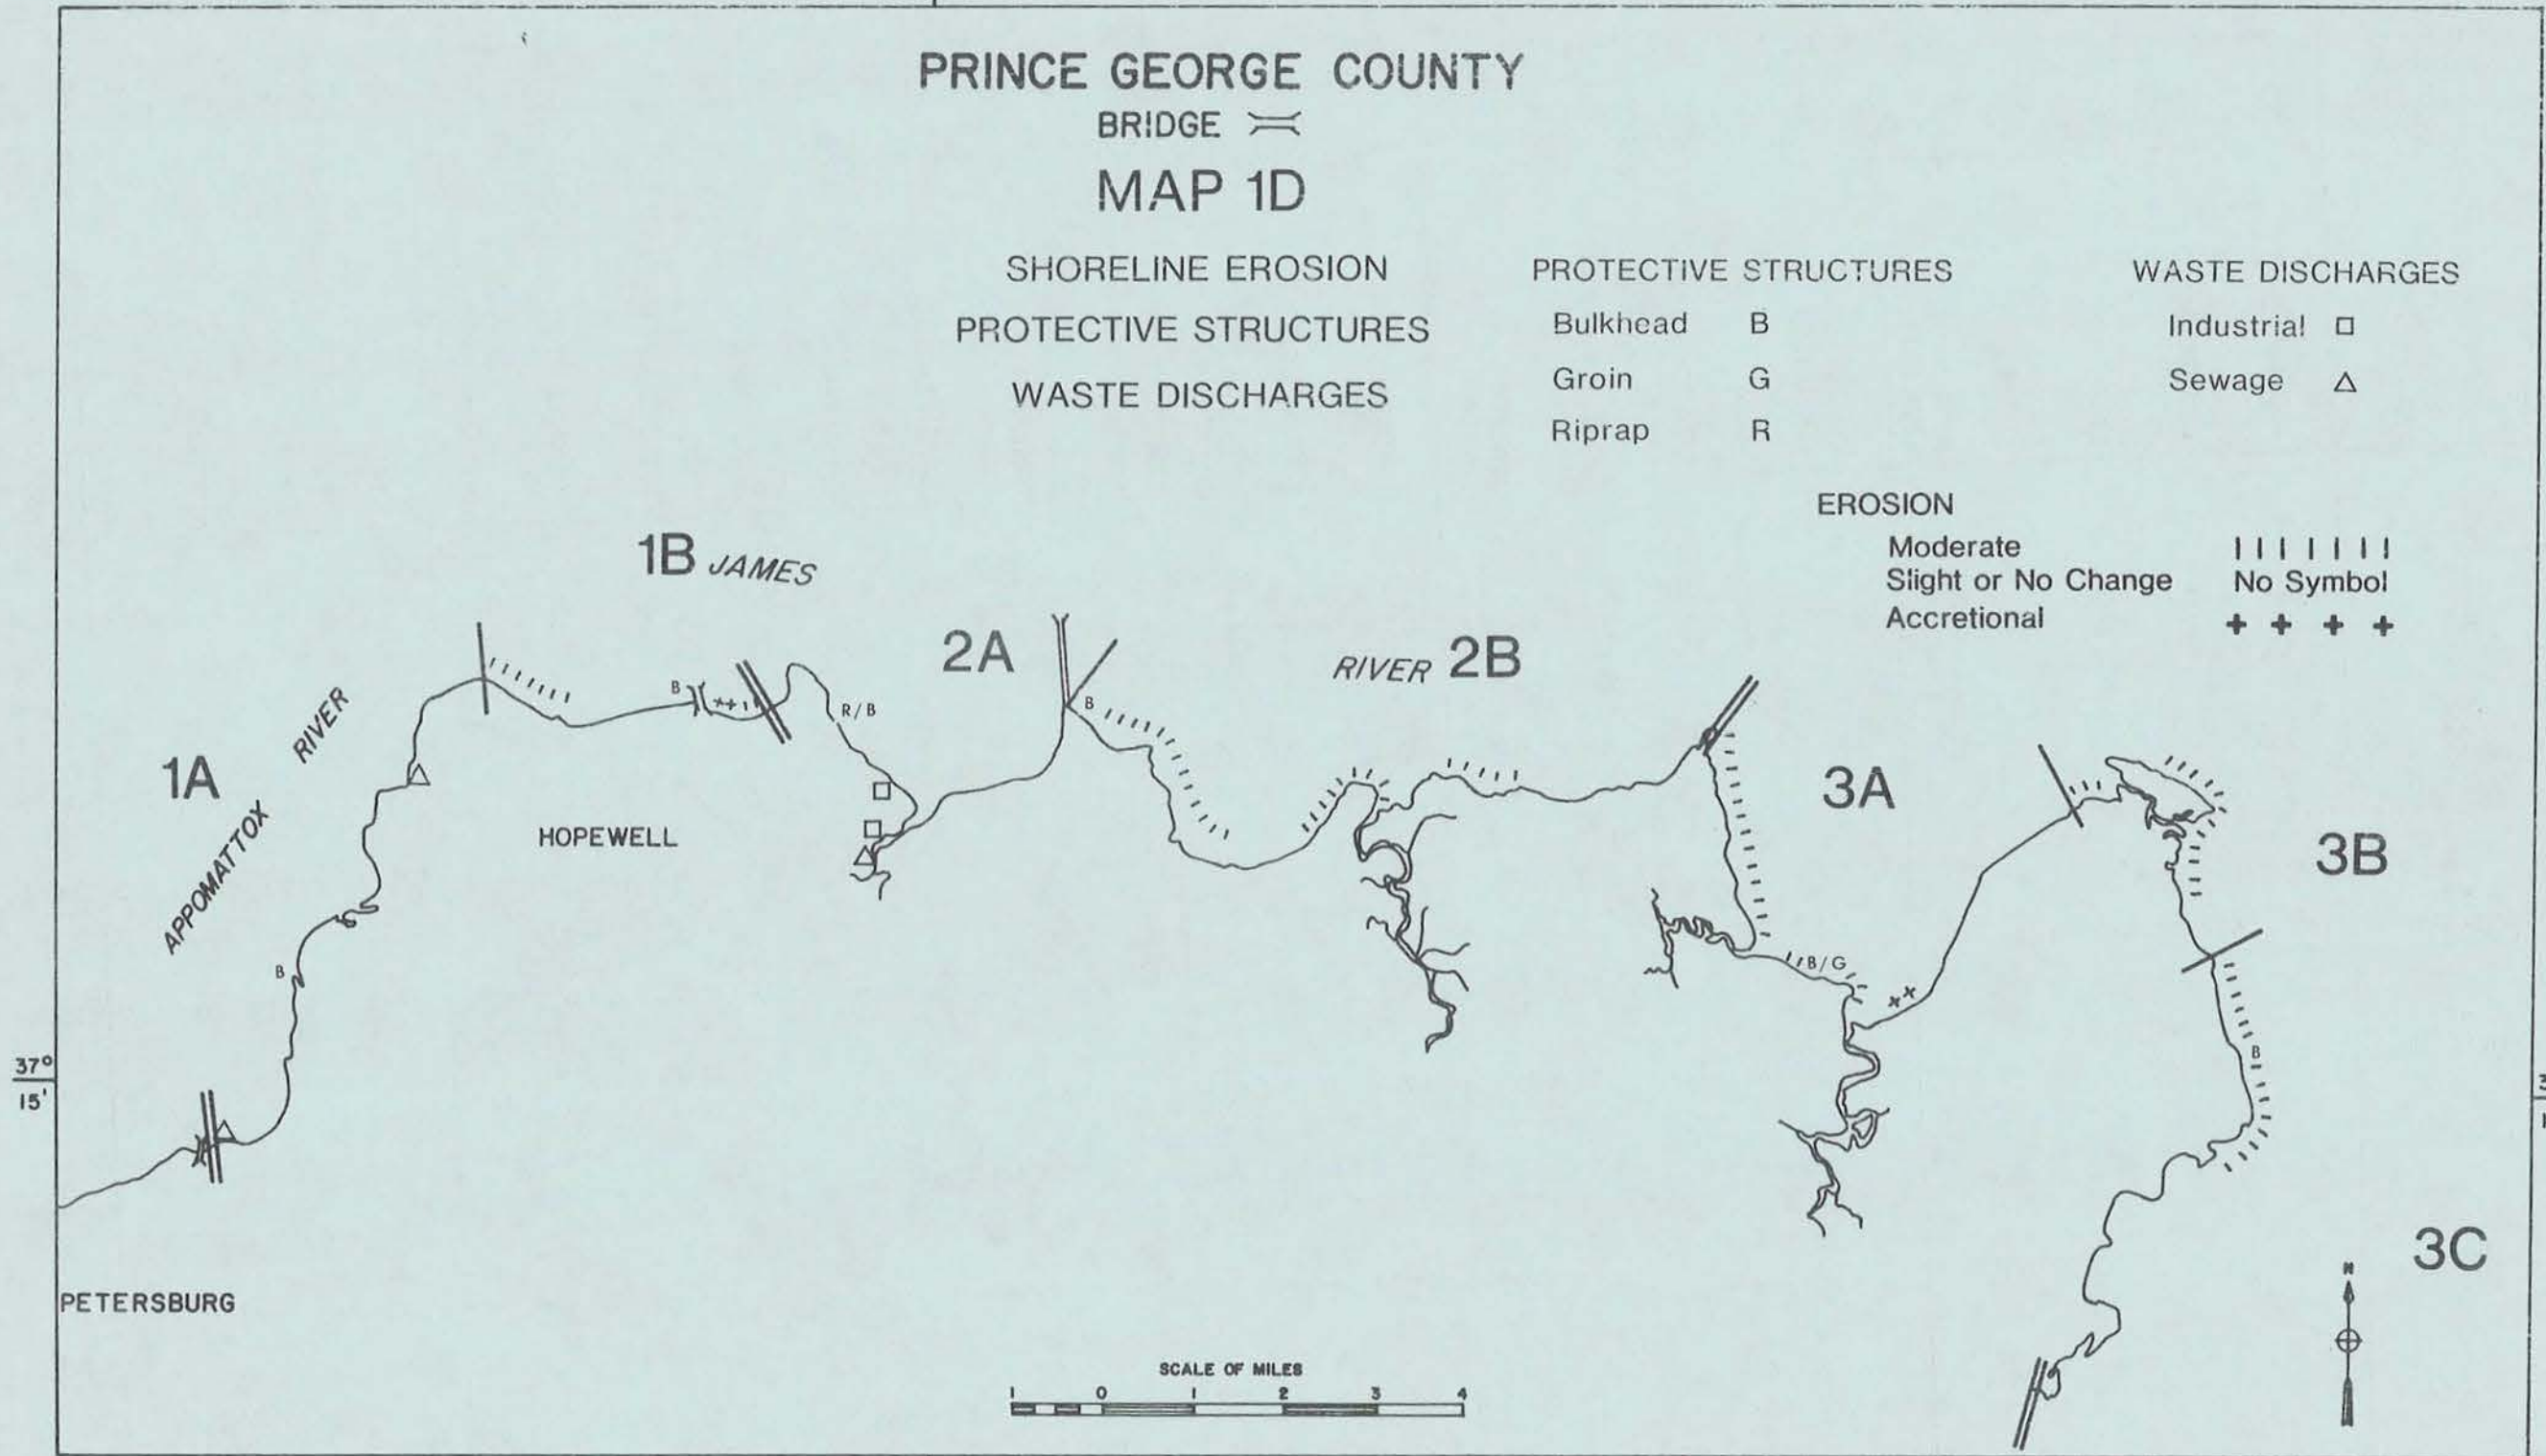 PRINCE GEORGE COUNTY
BRIDGE
MAP 1D
SHORELINE EROSION
PROTECTIVE STRUCTURES
WASTE DISCHARGES
PROTECTIVE STRUCTURES
Bulkhead B
Groin G
Riprap R
WASTE DISCHARGES
Industrial
Sewage
EROSION
Moderate
Slight or No Change No Symbol
Accretional
1B JAMES
2A
RIVER 2B
B
R/B
B
1A
RIVER
APPOMATTOX
HOPEWELL
3A
3B
B
B/G
B
37°
15'
3C
PETERSBURG
N
SCALE OF MILES
1 0 1 2 3 4